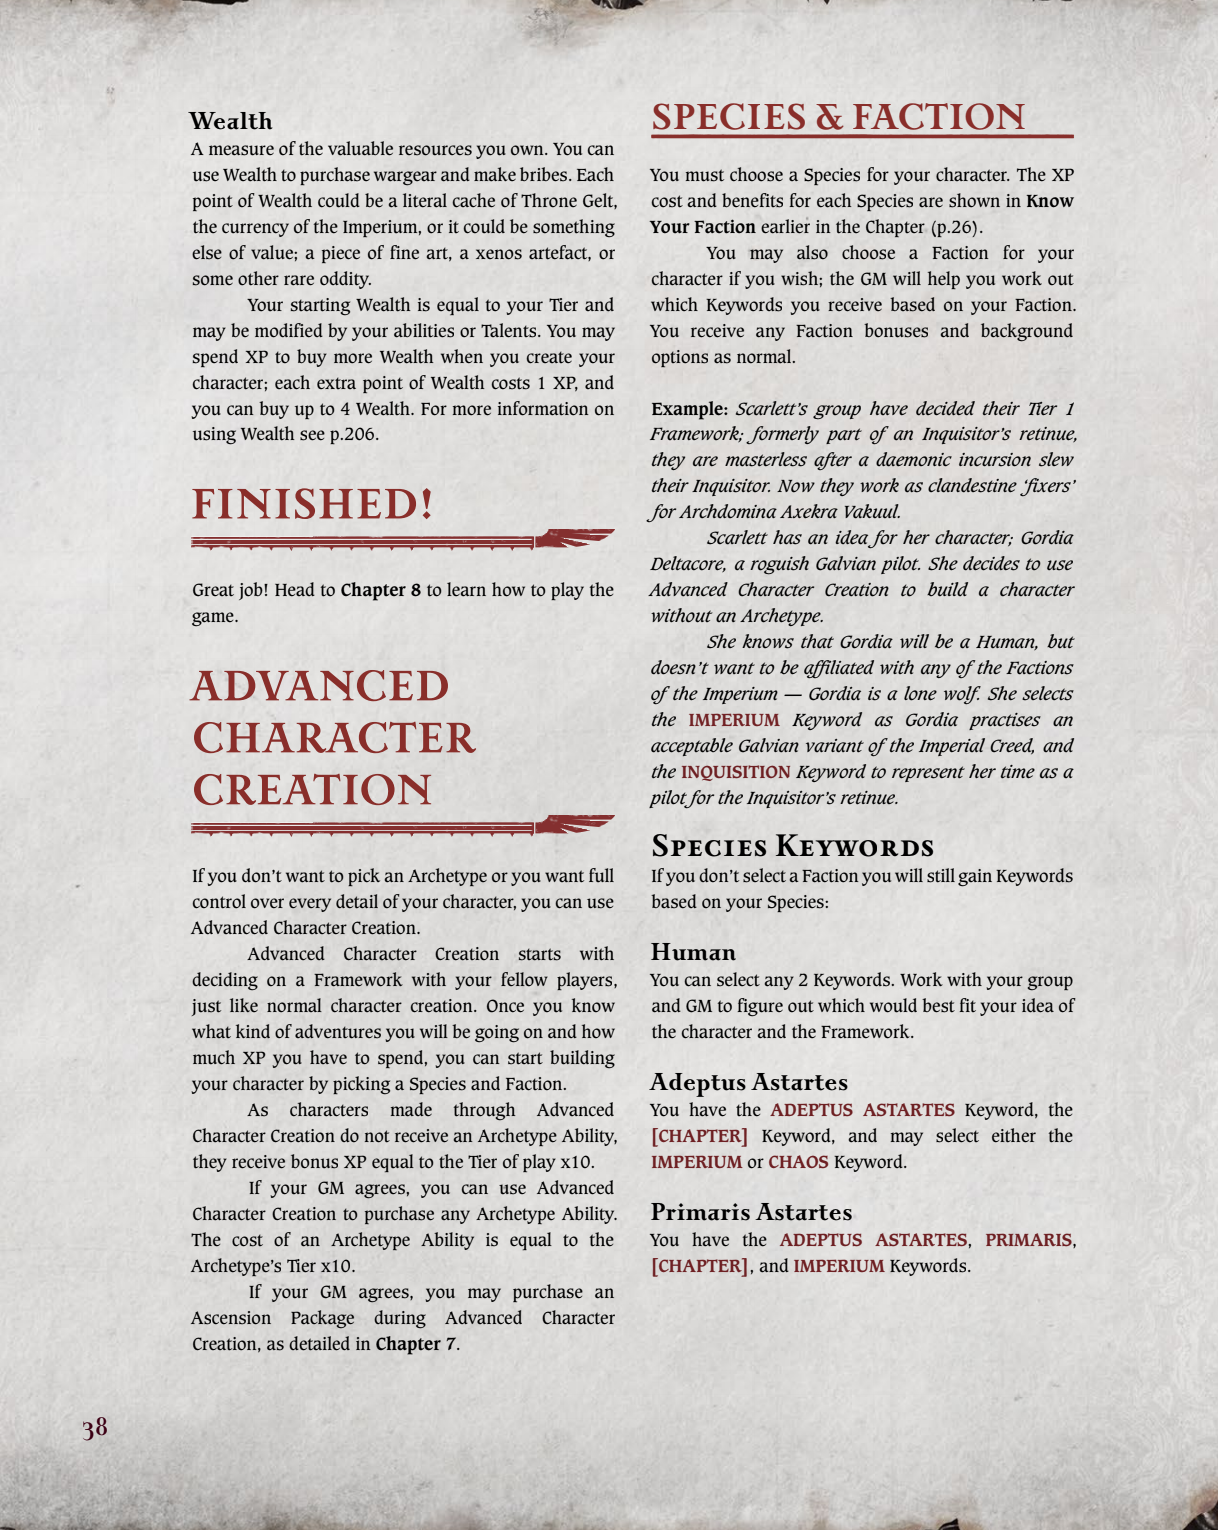 Wealth
A measure of the valuable resources you own. You can
use Wealth to purchase wargear and make bribes. Each
point of Wealth could be a literal cache of Throne Gelt,
the currency of the Imperium, or it could be something
else of value; a piece of fine art, a xenos artefact, or
some other rare oddity.
Your starting Wealth is equal to your Tier and
may be modified by your abilities or Talents. You may
spend XP to buy more Wealth when you create your
character; each extra point of Wealth costs 1 XP, and
you can buy up to 4 Wealth. For more information on
using Wealth see p.206.
FINISHED!
Great job! Head to Chapter 8 to learn how to play the
game.
ADVANCED
CHARACTER
CREATION
If you don't want to pick an Archetype or you want full
control over every detail of your character, you can use
Advanced Character Creation.
Advanced Character Creation starts with
deciding on a Framework with your fellow players,
just like normal character creation. Once you know
what kind of adventures you will be going on and how
much XP you have to spend, you can start building
your character by picking a Species and Faction.
As characters made through Advanced
Character Creation do not receive an Archetype Ability,
they receive bonus XP equal to the Tier of play x10.
If your GM agrees, you can use Advanced
Character Creation to purchase any Archetype Ability.
The cost of an Archetype Ability is equal to the
Archetype's Tier x10.
If your GM agrees, you may purchase an
Ascension Package during Advanced Character
Creation, as detailed in Chapter 7.
SPECIES & FACTION
You must choose a Species for your character. The XP
cost and benefits for each Species are shown in Know
Your Faction earlier in the Chapter (p.26).
You may also choose a Faction for your
character if you wish; the GM will help you work out
which Keywords you receive based on your Faction.
You receive any Faction bonuses and background
options as normal.
Example: Scarlett's group have decided their Tier 1
Framework; formerly part of an Inquisitor's retinue,
they are masterless after a daemonic incursion slew
their Inquisitor. Now they work as clandestine 'fixers'
for Archdomina Axekra Vakuul.
Scarlett has an idea for her character; Gordia
Deltacore, a roguish Galvian pilot. She decides to use
Advanced Character Creation to build a character
without an Archetype.
She knows that Gordia will be a Human, but
doesn't want to be affiliated with any of the Factions
of the Imperium — Gordia is a lone wolf. She selects
the IMPERIUM Keyword as Gordia practises an
acceptable Galvian variant of the Imperial Creed, and
the INQUISITION Keyword to represent her time as a
pilot for the Inquisitor's retinue.
SPECIES KEYWORDS
If you don't select a Faction you will still gain Keywords
based on your Species:
Human
You can select any 2 Keywords. Work with your group
and GM to figure out which would best fit your idea of
the character and the Framework.
Adeptus Astartes
You have the ADEPTUS ASTARTES Keyword, the
[CHAPTER] Keyword, and may select either the
IMPERIUM or CHAOS Keyword.
Primaris Astartes
You have the ADEPTUS ASTARTES, PRIMARIS,
[CHAPTER], and IMPERIUM Keywords.
38